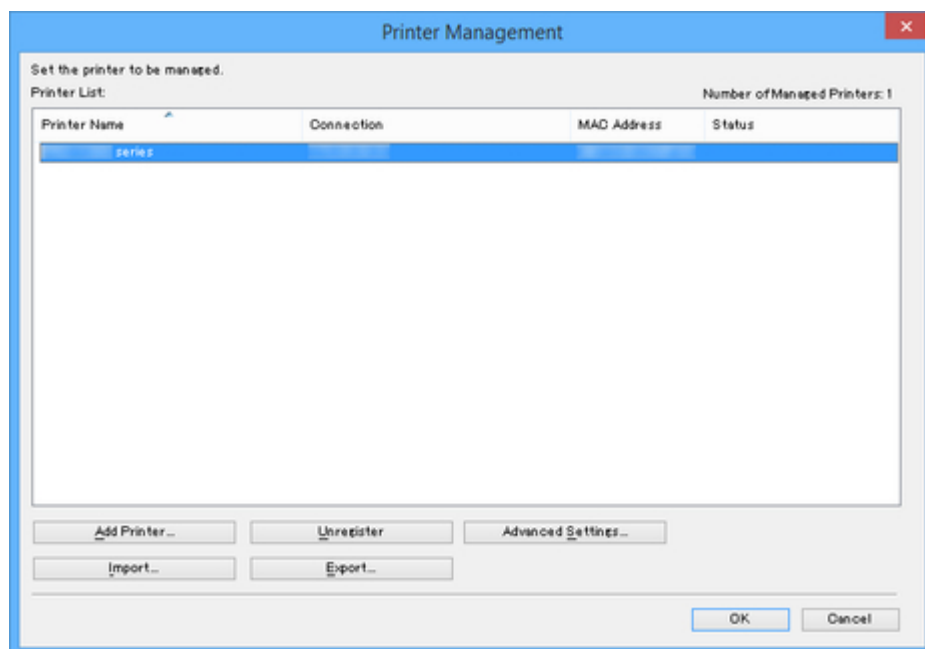 Printer Management
Set the printer to be managed.
Printer List:
Number of Managed Printers: 1
Printer Name Connection MAC Address Status
series
Add Printer... Unregister Advanced Settings...
Import... Export...
OK Cancel